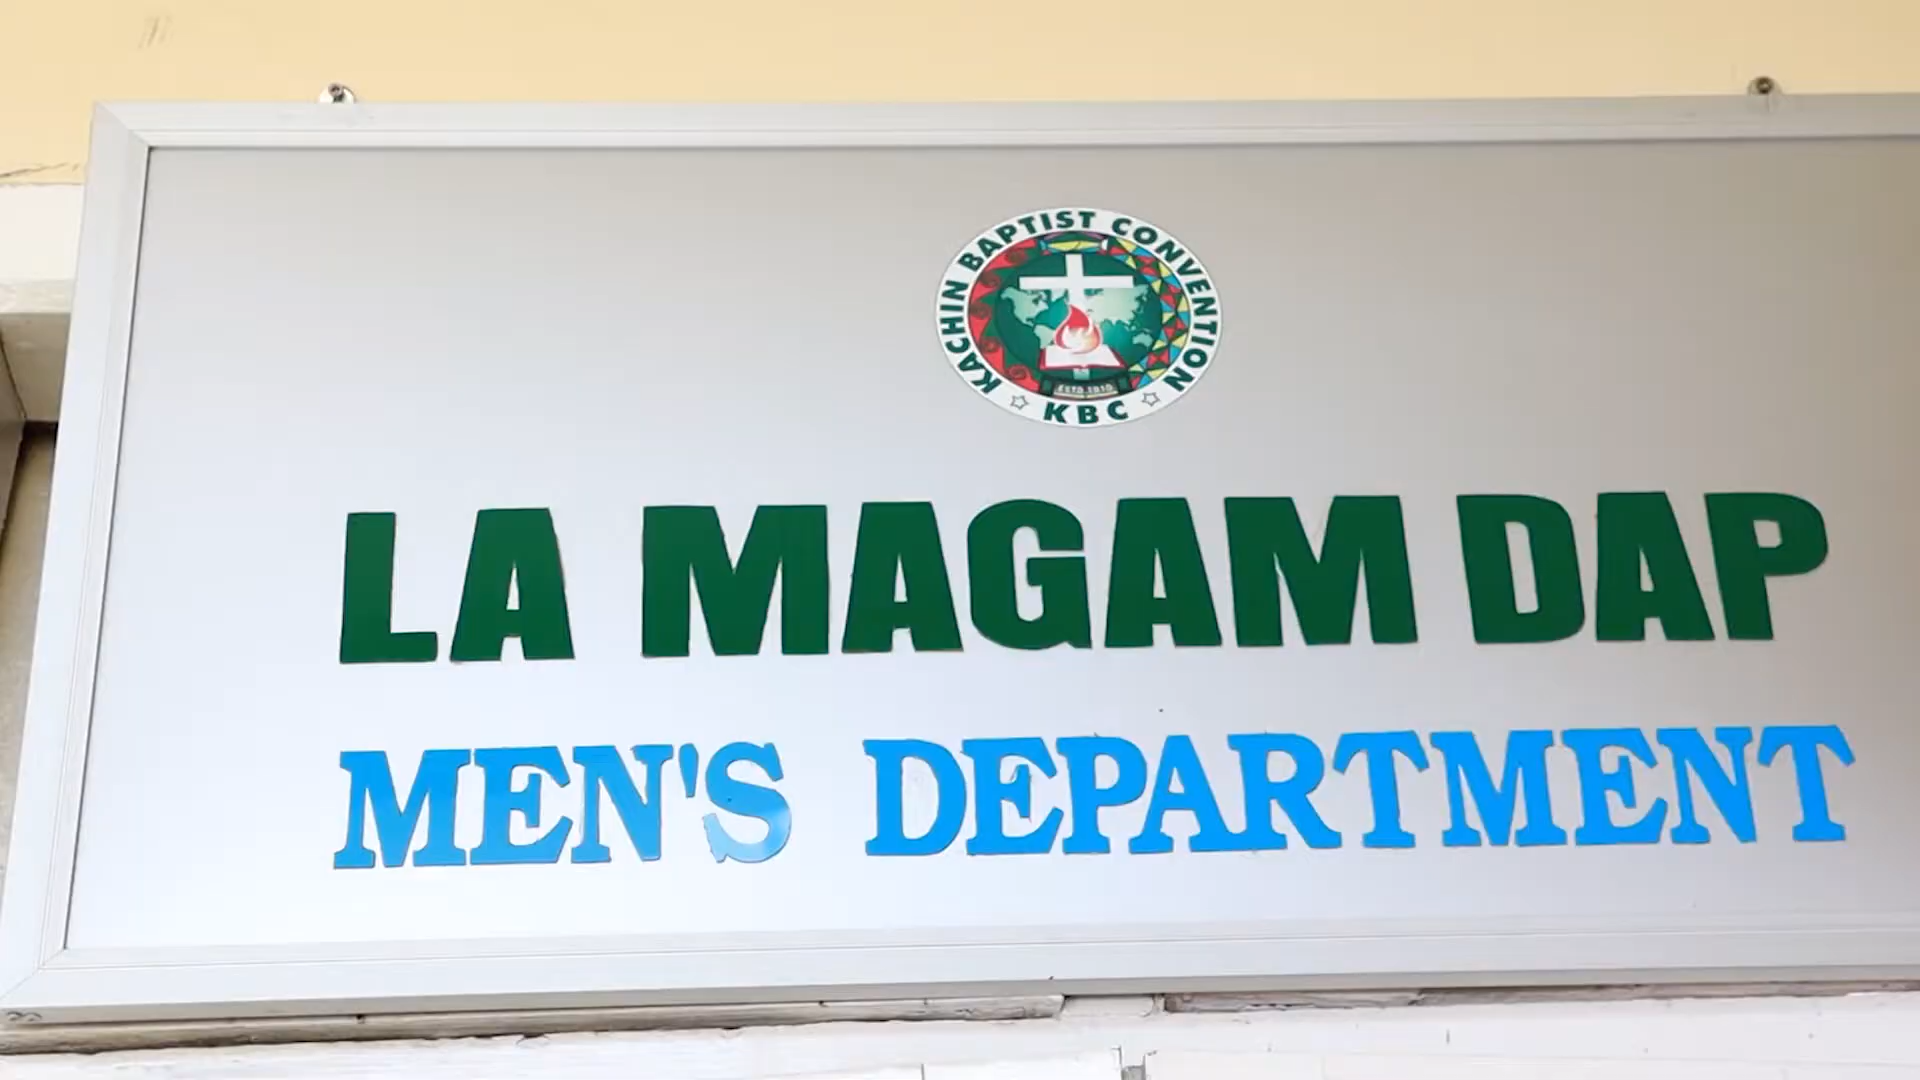 KACHIN BAPTIST CONVENTION
ESTD 1910
KBC
LA MAGAM DAP
MEN'S DEPARTMENT